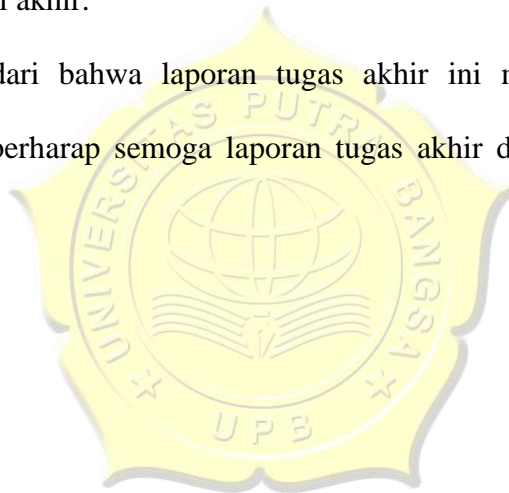 i akhir.
dari bahwa laporan tugas akhir ini
berharap semoga laporan tugas akhir
UNIVERSITAS PUTRA BANGSA
UPB